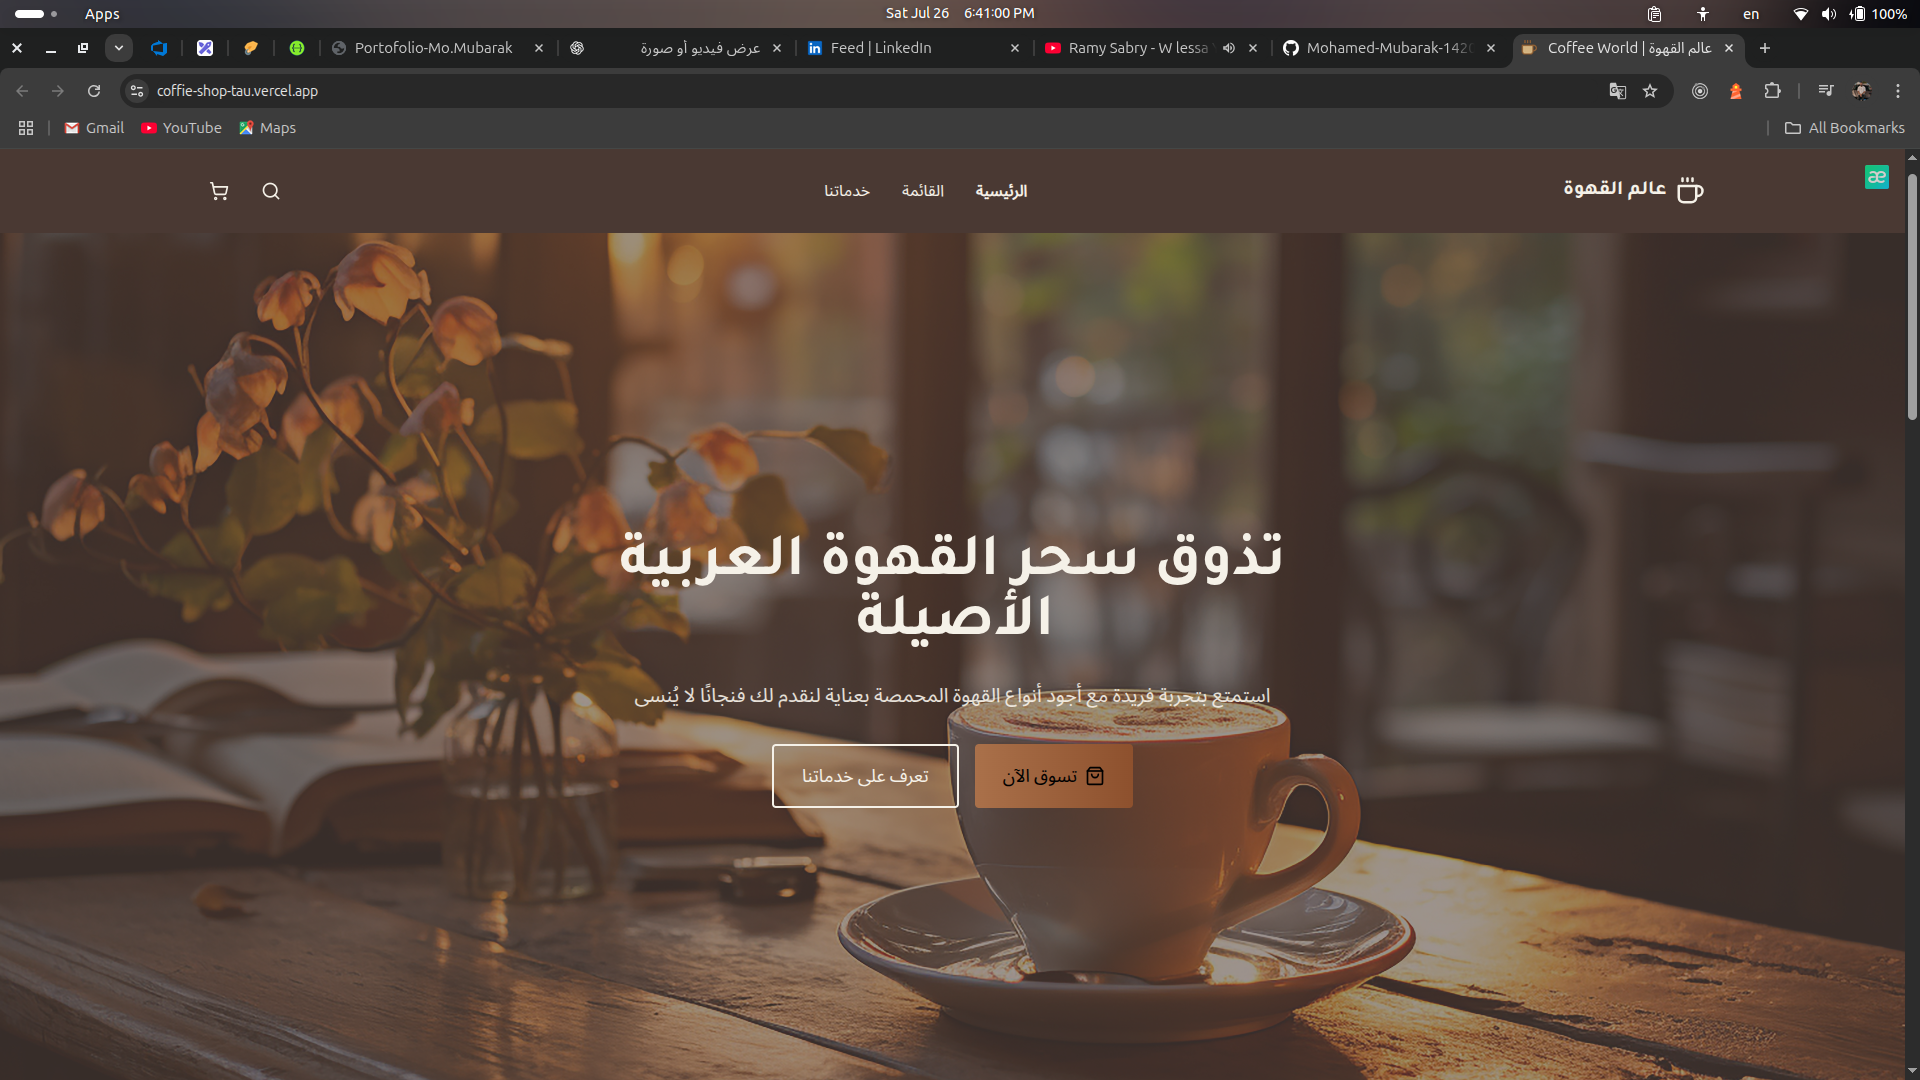 Apps
Sat Jul 26 6:41:00 PM
en
100%
Portofolio-Mo.Mubarak
عرض فيديو أو صورة
Feed | LinkedIn
Ramy Sabry - W lessa
Mohamed-Mubarak-142
Coffee World | عالم القهوة
coffie-shop-tau.vercel.app
Gmail
YouTube
Maps
All Bookmarks
عالم القهوة
الرئيسية
القائمة
خدماتنا
æ
تذوق سحر القهوة العربية
الأصيلة
استمتع بتجربة فريدة مع أجود أنواع القهوة المحمصة بعناية لنقدم لك فنجانًا لا يُنسى
تسوق الآن
تعرف على خدماتنا